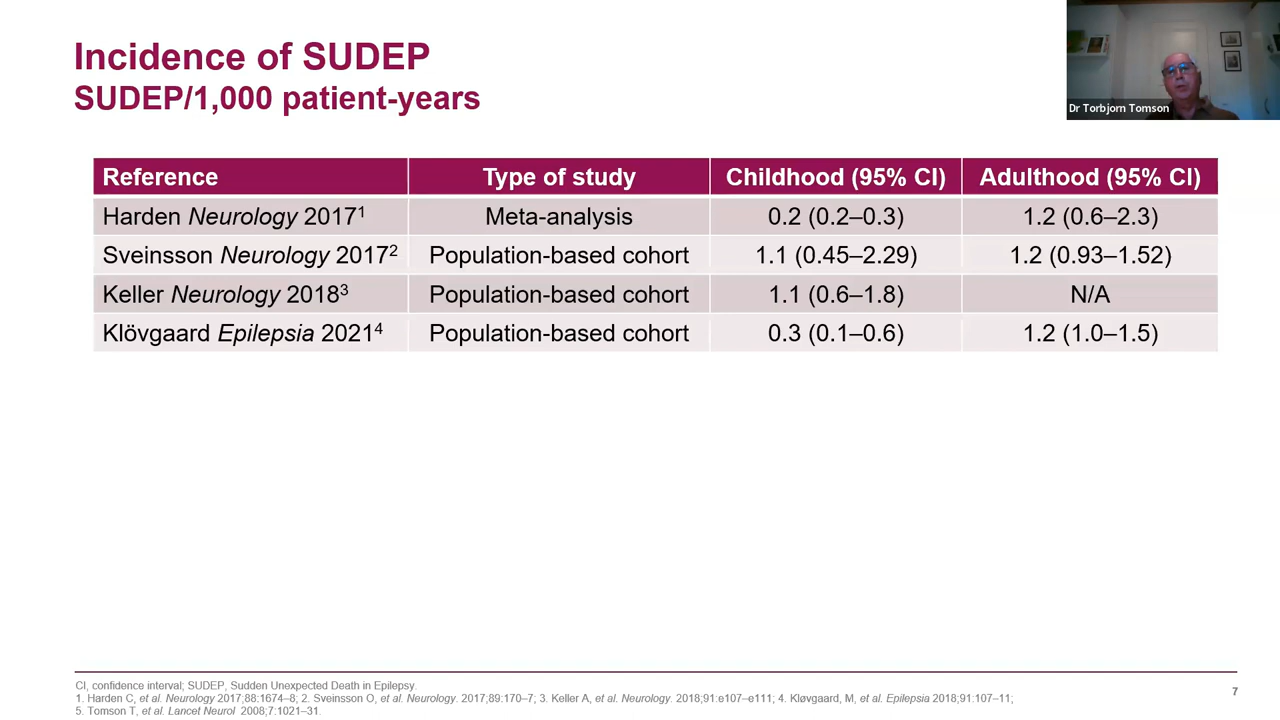 Incidence of SUDEP
SUDEP/1,000 patient-years
Dr Torbjorn Tomson
Reference Type of study Childhood (95% CI) Adulthood (95% CI)
Harden Neurology 2017¹ Meta-analysis 0.2 (0.2–0.3) 1.2 (0.6–2.3)
Sveinsson Neurology 2017² Population-based cohort 1.1 (0.45–2.29) 1.2 (0.93–1.52)
Keller Neurology 2018³ Population-based cohort 1.1 (0.6–1.8) N/A
Klövgaard Epilepsia 2021⁴ Population-based cohort 0.3 (0.1–0.6) 1.2 (1.0–1.5)
CI, confidence interval; SUDEP, Sudden Unexpected Death in Epilepsy.
1. Harden C, et al. Neurology 2017;88:1674–8; 2. Sveinsson O, et al. Neurology. 2017;89:170–7; 3. Keller A, et al. Neurology. 2018;91:e107–e111; 4. Kløvgaard, M, et al. Epilepsia 2018;91:107–11;
5. Tomson T, et al. Lancet Neurol 2008;7:1021–31.
7